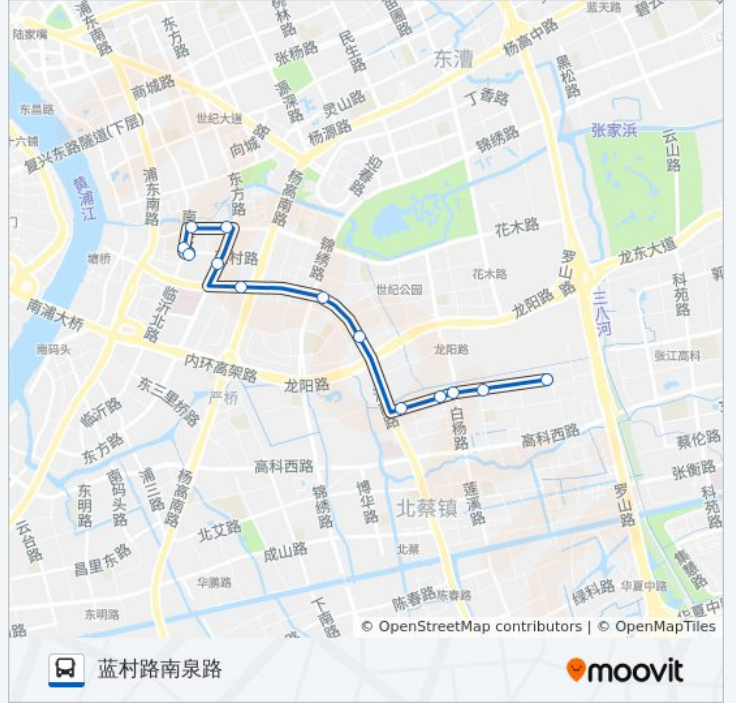 陆家嘴
浦东南路
东方路
桃林路
张杨路
民生路
东漕
杨高中路
蓝天路
黑松路
商城路
源深路
灵山路
丁香路
东昌路
世纪大道
杨源路
锦绣路
张家浜
云山路
复兴东路隧道(下层)
向城路
迎春路
黄浦江
浦东南路
东方路
杨高南路
锦绣路
花木路
罗山路
龙东大道
村路
塘桥
花木路
世纪公园
科苑路
临沂北路
南浦大桥
龙阳路
三八河
南码头
内环高架路
龙阳路
龙阳路
张江高科
严桥
东三里桥路
临沂路
白杨路
东方路
高科西路
蔡伦路
高科西路
张衡路
东明路
南码头路
浦三路
杨高南路
锦绣路
博华路
莲溪路
罗山路
科苑路
北蔡镇
云台路
北艾路
成山路
北蔡
昌里东路
集慧路
华鹏路
绿科路
华夏中路
陈春路
陈春路
东明路
下南路
© OpenStreetMap contributors | © OpenMapTiles
蓝村路南泉路
moovit